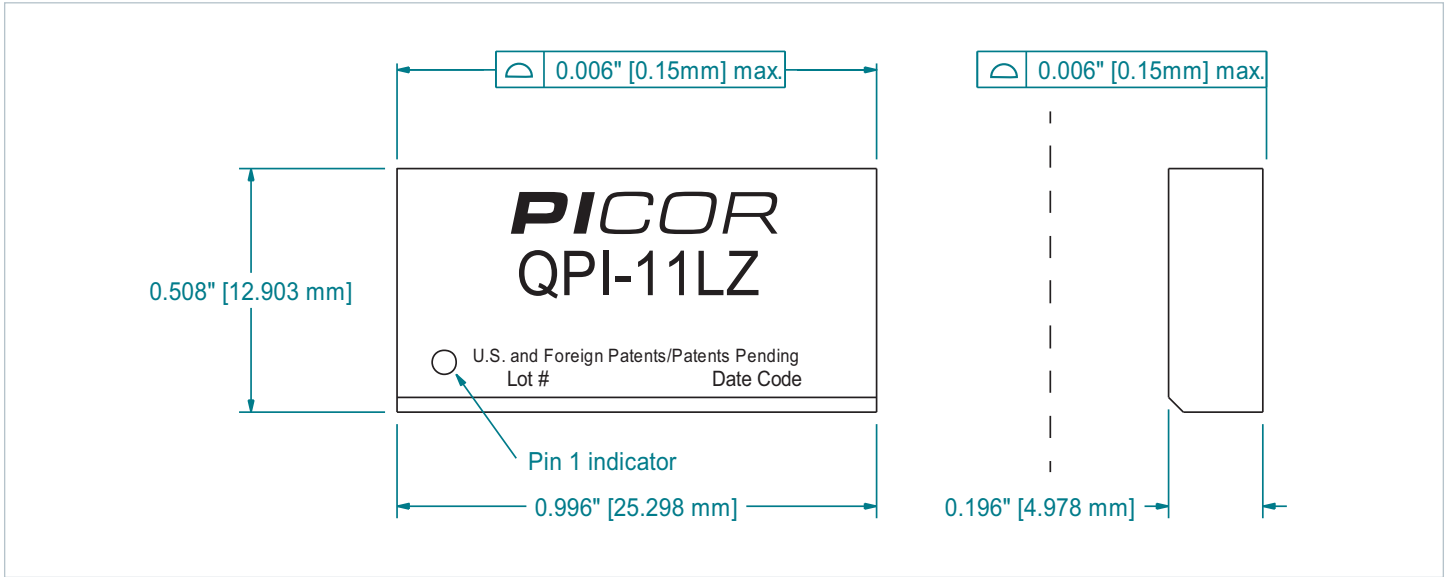 0.006" [0.15mm] max.
0.006" [0.15mm] max.
PICOR
QPI-11LZ
0.508" [12.903 mm]
U.S. and Foreign Patents/Patents Pending
Lot # Date Code
Pin 1 indicator
0.996" [25.298 mm]
0.196" [4.978 mm]